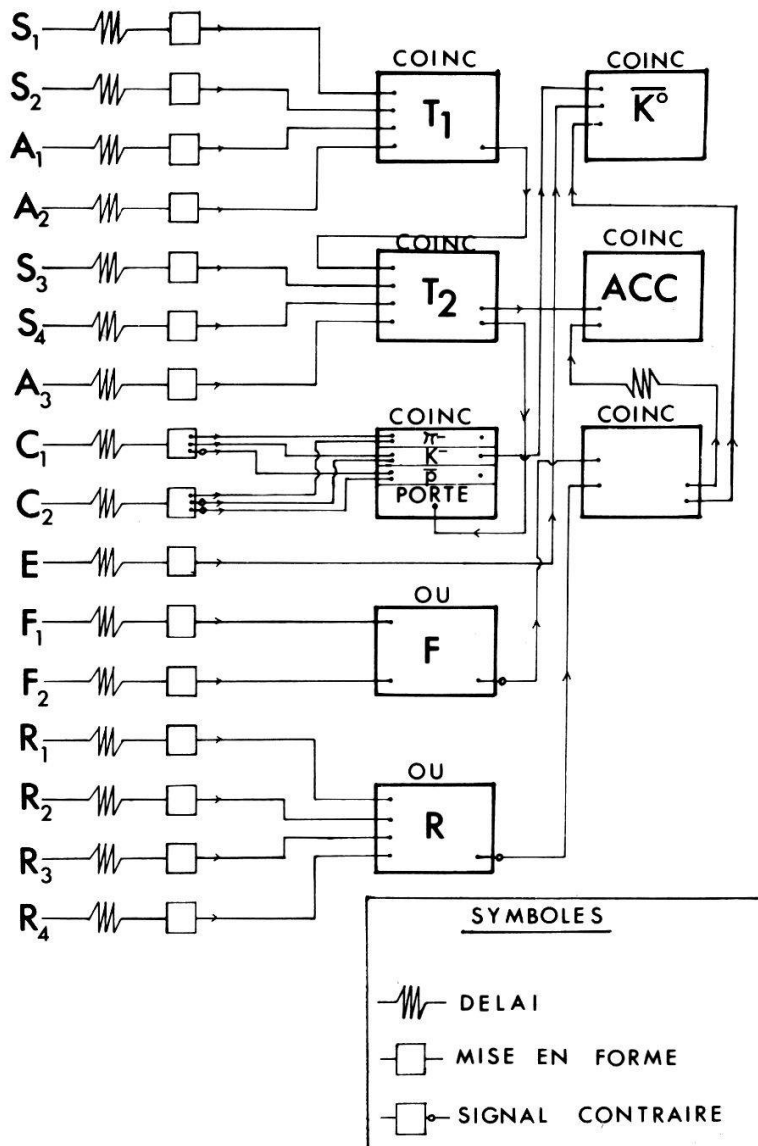 S1
S2
A1
A2
S3
S4
A3
C1
C2
E
F1
F2
R1
R2
R3
R4
COINC
T1
COINC
T2
COINC
π-
K-
p̅
PORTE
OU
F
OU
R
COINC
K̅°
COINC
ACC
COINC
SYMBOLES
DELAI
MISE EN FORME
SIGNAL CONTRAIRE